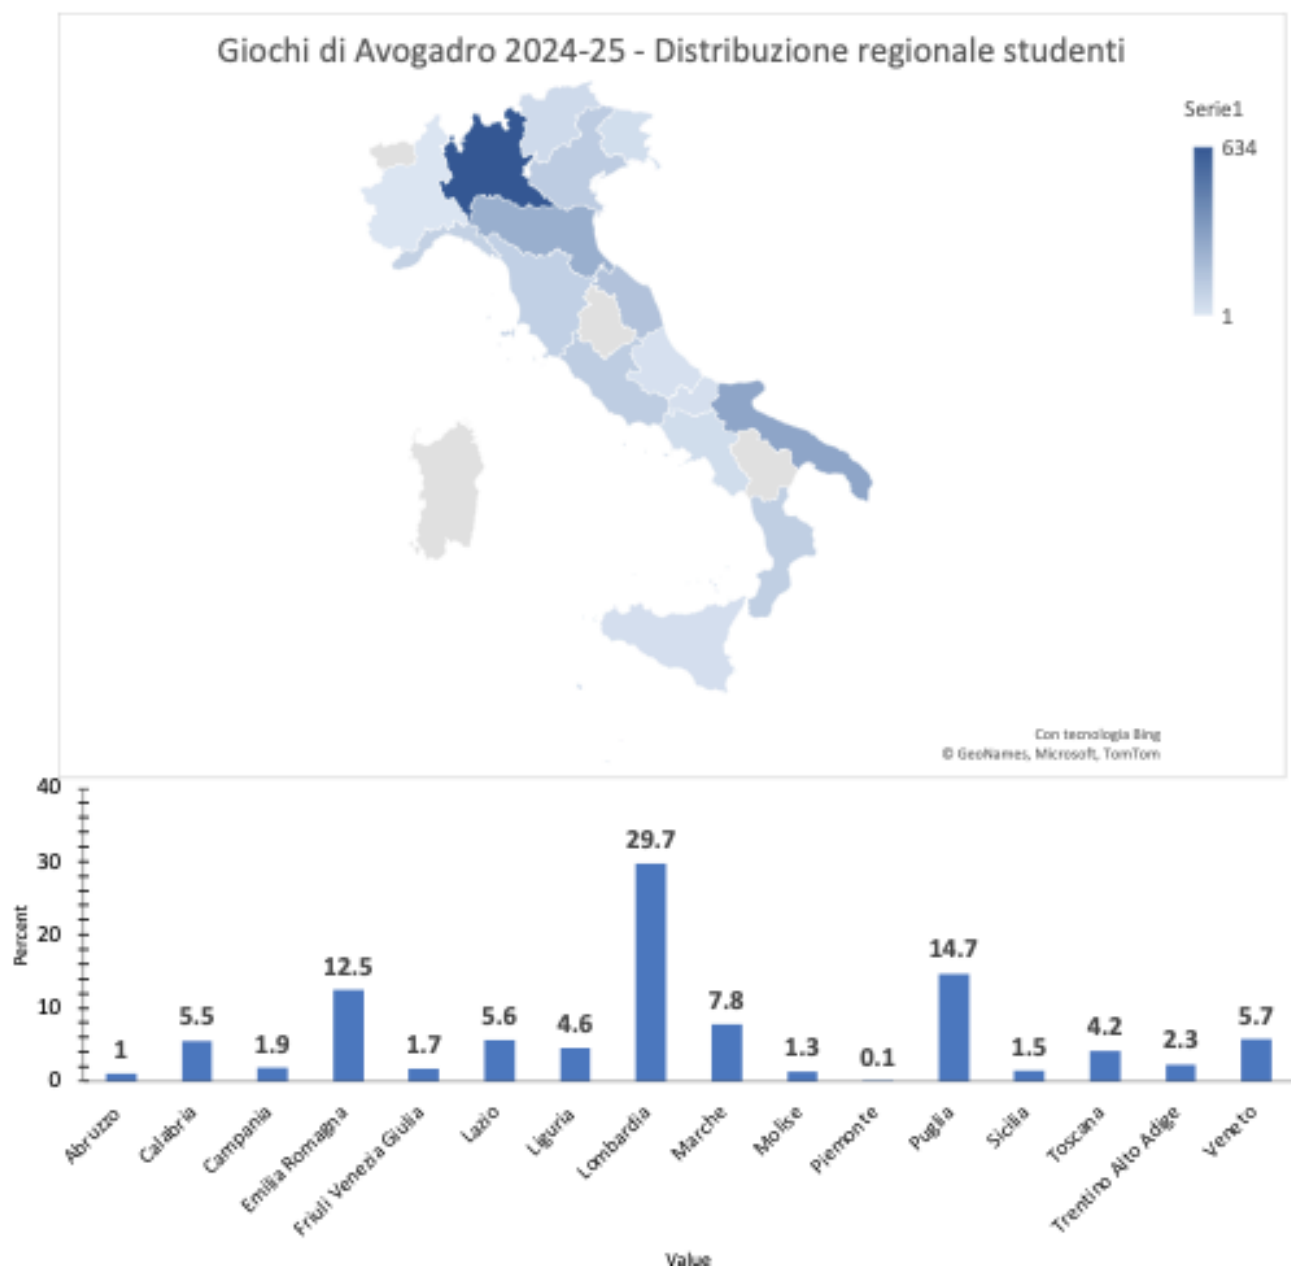 Giochi di Avogadro 2024-25 - Distribuzione regionale studenti
Serie1
634
1
Con tecnologia Bing
© GeoNames, Microsoft, TomTom
40
30
20
10
0
Percent
1
5.5
1.9
12.5
1.7
5.6
4.6
29.7
7.8
1.3
0.1
14.7
1.5
4.2
2.3
5.7
Abruzzo
Calabria
Campania
Emilia Romagna
Friuli Venezia Giulia
Lazio
Liguria
Lombardia
Marche
Molise
Piemonte
Puglia
Sicilia
Toscana
Trentino Alto Adige
Veneto
Value